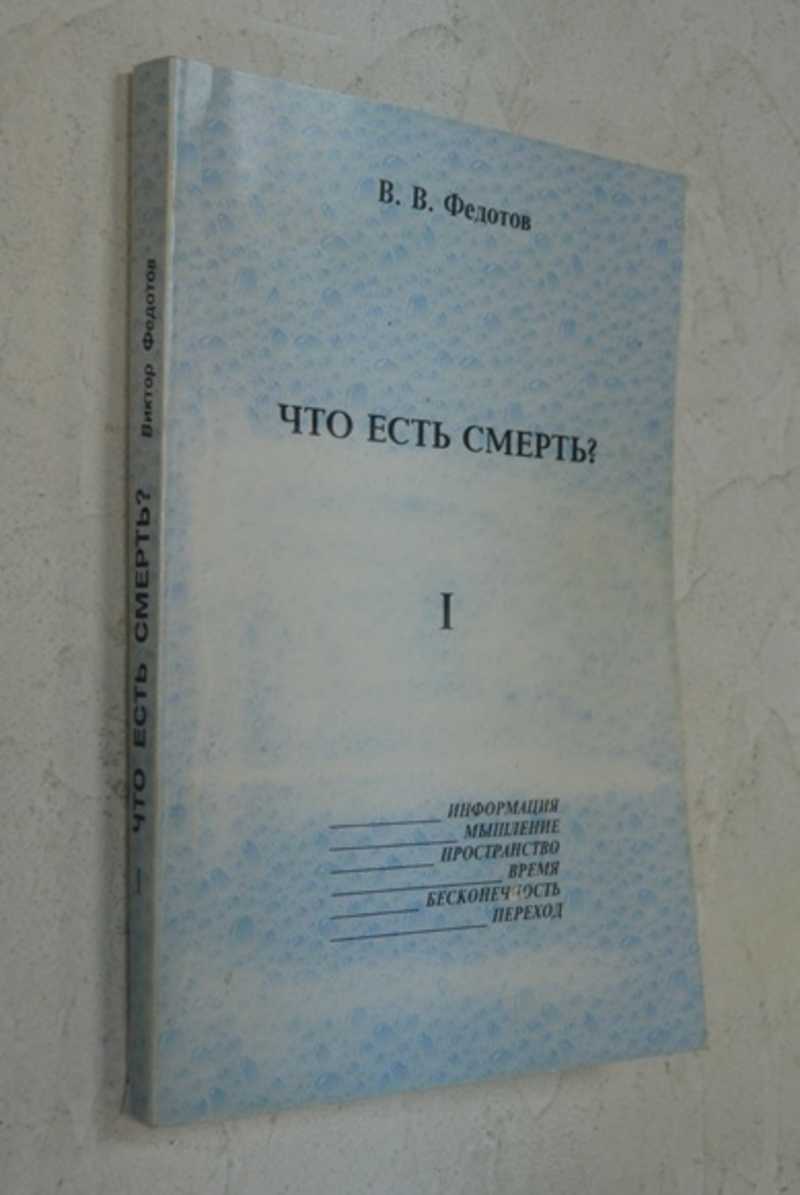 В. В. Федотов
ЧТО ЕСТЬ СМЕРТЬ?
I
ИНФОРМАЦИЯ
МЫШЛЕНИЕ
ПРОСТРАНСТВО
ВРЕМЯ
БЕСКОНЕЧНОСТЬ
ПЕРЕХОД
I ЧТО ЕСТЬ СМЕРТЬ? Виктор Федотов